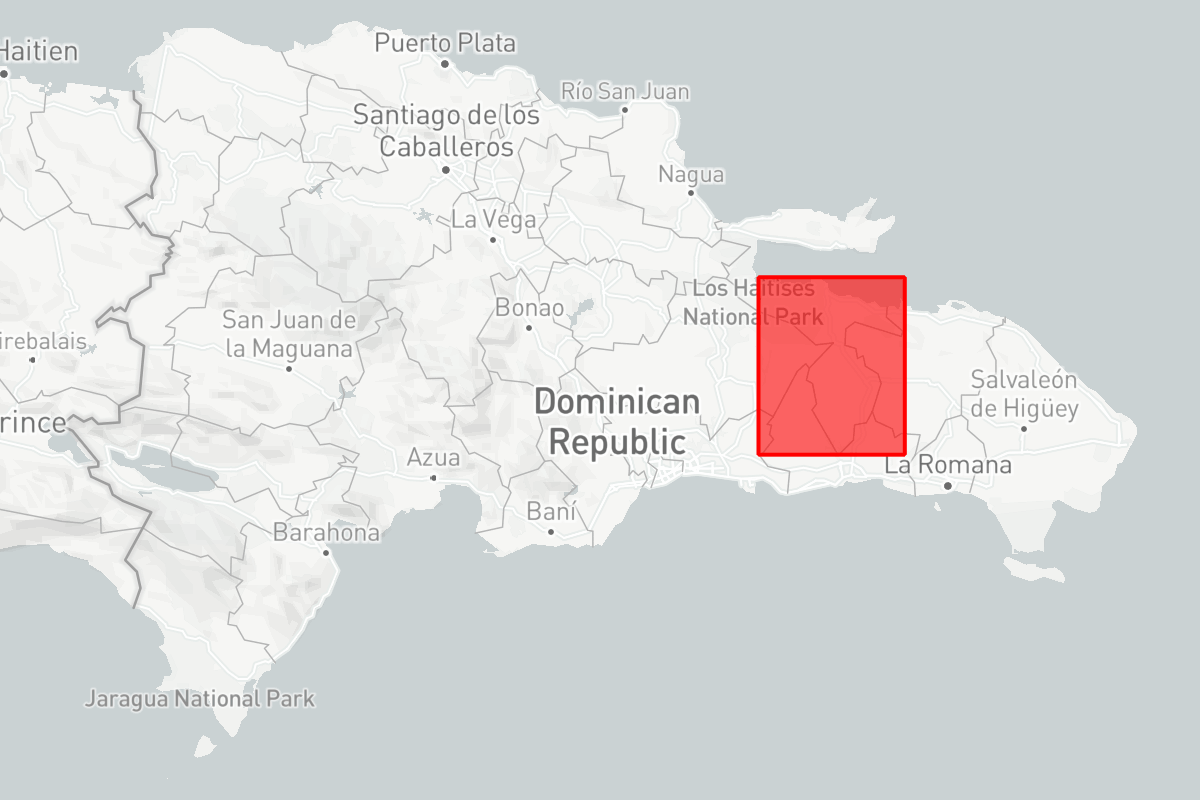 Haitien
Puerto Plata
Río San Juan
Santiago de los
Caballeros
Nagua
La Vega
Los Haitises
National Park
Bonao
San Juan de
la Maguana
irebalais
Salvaleón
de Higüey
Dominican
Republic
rince
Azua
La Romana
Baní
Barahona
Jaragua National Park